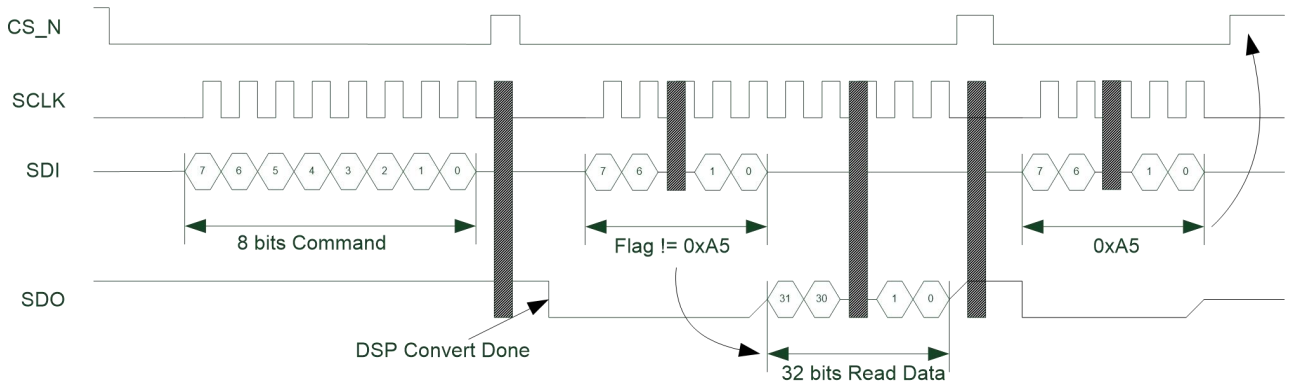 CS_N
SCLK
SDI
7 6 5 4 3 2 1 0 7 6 1 0 7 6 1 0
8 bits Command Flag != 0xA5 0xA5
SDO
31 30 1 0
DSP Convert Done
32 bits Read Data